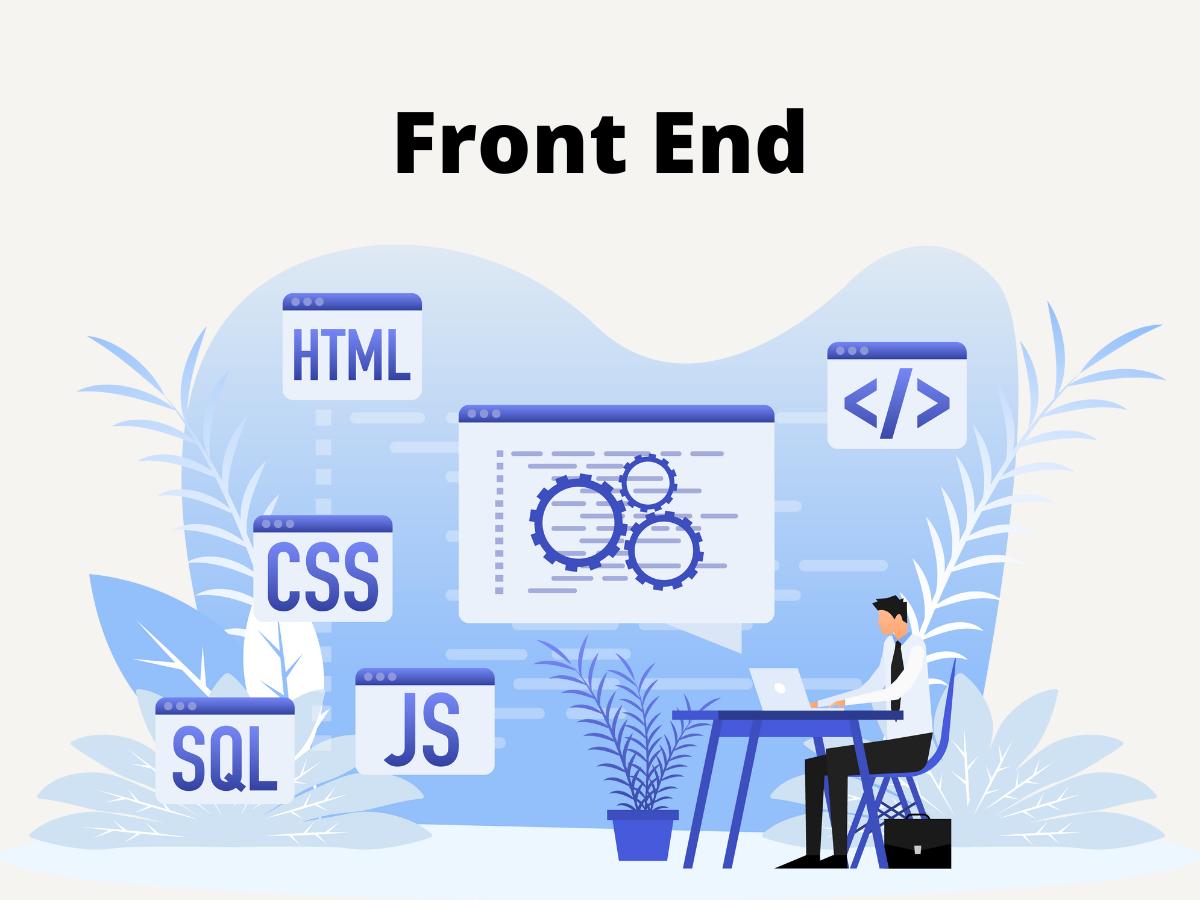 Front End
HTML
</>
CSS
JS
SQL